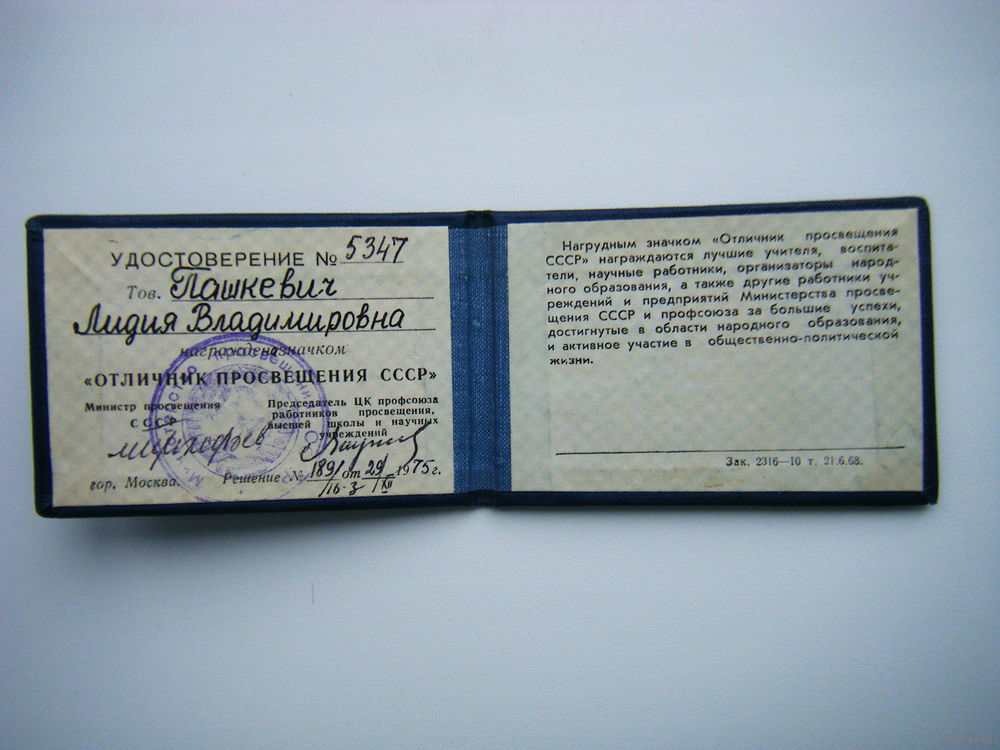 УДОСТОВЕРЕНИЕ № 5347
Тов. Пашкевич
Лидия Владимировна
награждена значком
«ОТЛИЧНИК ПРОСВЕЩЕНИЯ СССР»
Министр просвещения
СССР
Председатель ЦК профсоюза
работников просвещения,
высшей школы и научных
учреждений
гор. Москва.
Решение № 189/16-3 от 29/XII 1975 г.
Нагрудным значком «Отличник просвещения
СССР» награждаются лучшие учителя, воспита-
тели, научные работники, организаторы народ-
ного образования, а также другие работники уч-
реждений и предприятий Министерства просве-
щения СССР и профсоюза за большие успехи,
достигнутые в области народного образования,
и активное участие в общественно-политической
жизни.
Зак. 2316—10 т. 21.6.68.